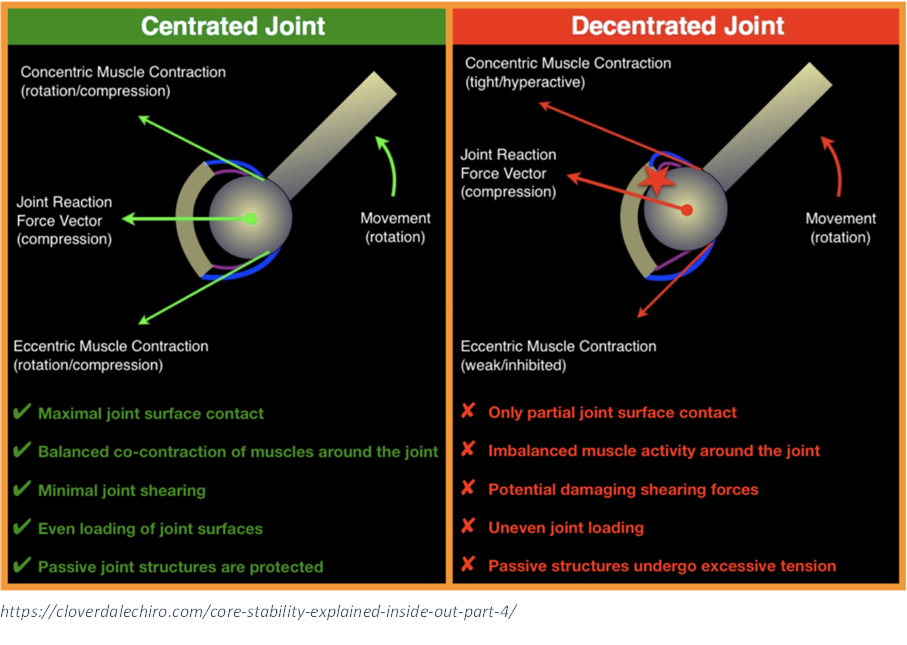 Centrated Joint
Concentric Muscle Contraction
(rotation/compression)
Joint Reaction
Force Vector
(compression)
Movement
(rotation)
Eccentric Muscle Contraction
(rotation/compression)
✔ Maximal joint surface contact
✔ Balanced co-contraction of muscles around the joint
✔ Minimal joint shearing
✔ Even loading of joint surfaces
✔ Passive joint structures are protected
Decentrated Joint
Concentric Muscle Contraction
(tight/hyperactive)
Joint Reaction
Force Vector
(compression)
Movement
(rotation)
Eccentric Muscle Contraction
(weak/inhibited)
✘ Only partial joint surface contact
✘ Imbalanced muscle activity around the joint
✘ Potential damaging shearing forces
✘ Uneven joint loading
✘ Passive structures undergo excessive tension
https://cloverdalechiro.com/core-stability-explained-inside-out-part-4/